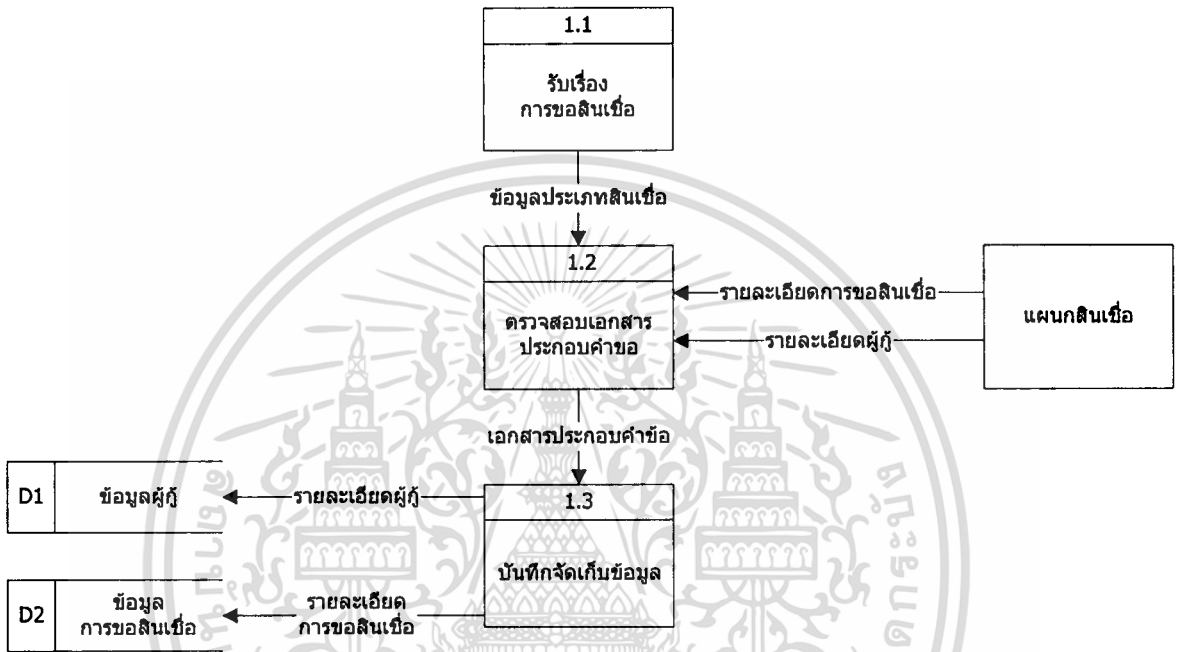 1.1
รับเรื่อง
การขอสินเชื่อ
ข้อมูลประเภทสินเชื่อ
1.2
ตรวจสอบเอกสาร
ประกอบคำขอ
รายละเอียดการขอสินเชื่อ
รายละเอียดผู้กู้
แผนกสินเชื่อ
เอกสารประกอบคำข้อ
D1
ข้อมูลผู้กู้
รายละเอียดผู้กู้
1.3
บันทึกจัดเก็บข้อมูล
D2
ข้อมูล
การขอสินเชื่อ
รายละเอียด
การขอสินเชื่อ